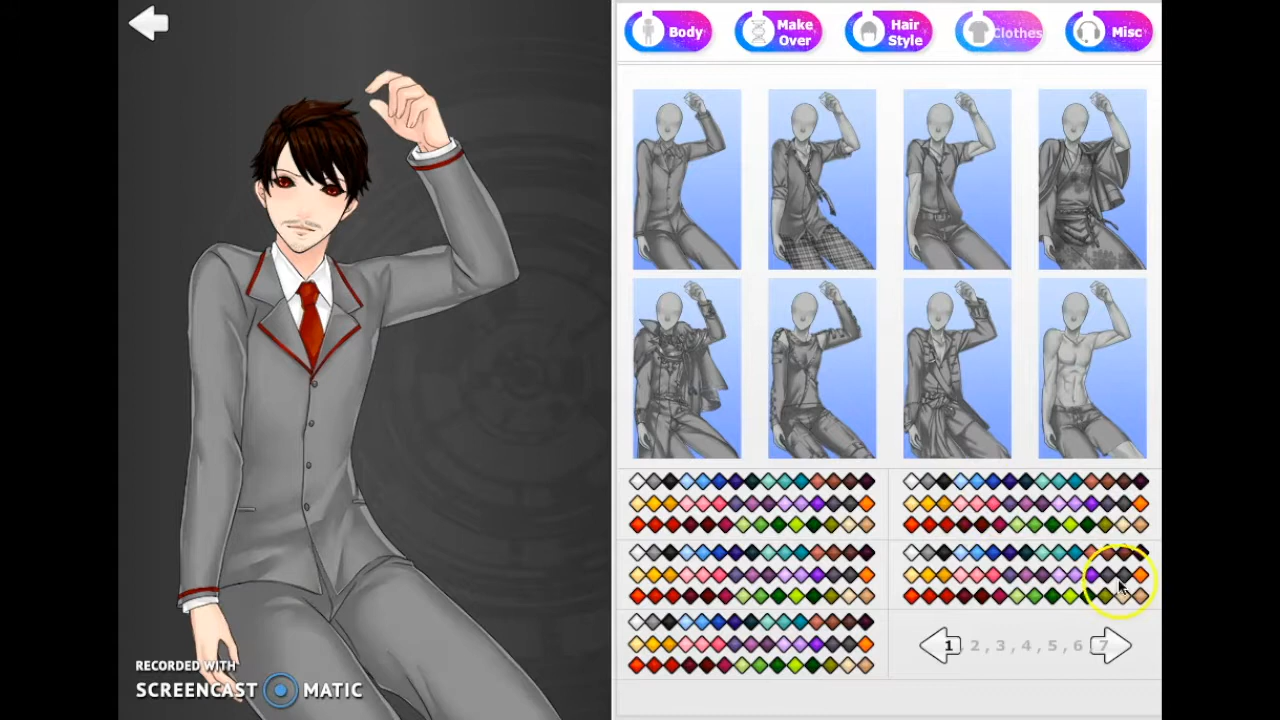 Body
Make
Over
Hair
Style
Clothes
Misc
1 , 2 , 3 , 4 , 5 , 6 , 7
RECORDED WITH
SCREENCAST MATIC